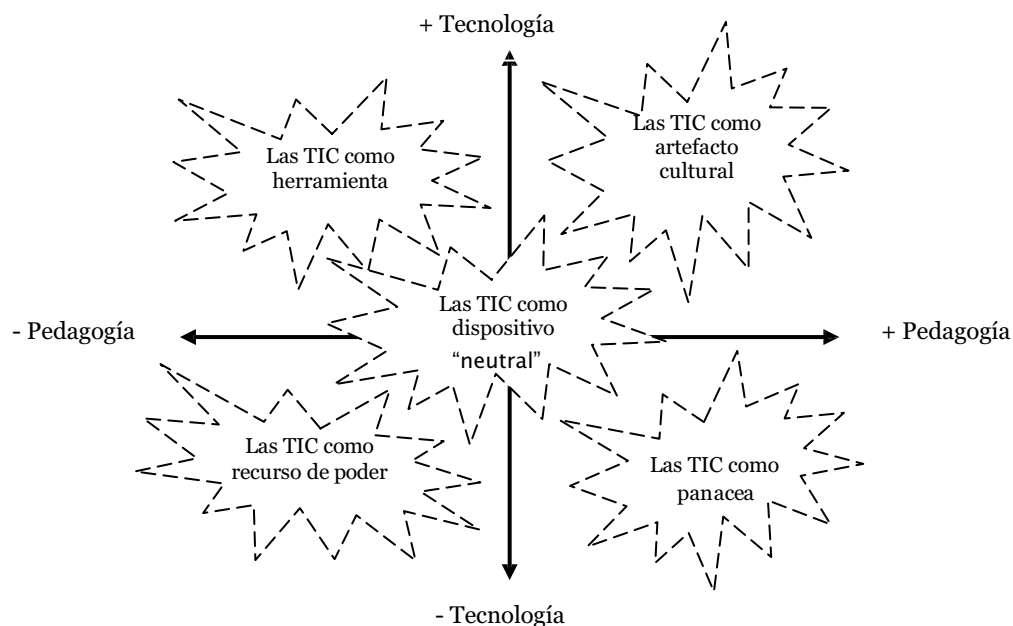 + Tecnología
Las TIC como
herramienta
Las TIC como
artefacto
cultural
- Pedagogía
Las TIC como
dispositivo
“neutral”
+ Pedagogía
Las TIC como
recurso de poder
Las TIC como
panacea
- Tecnología